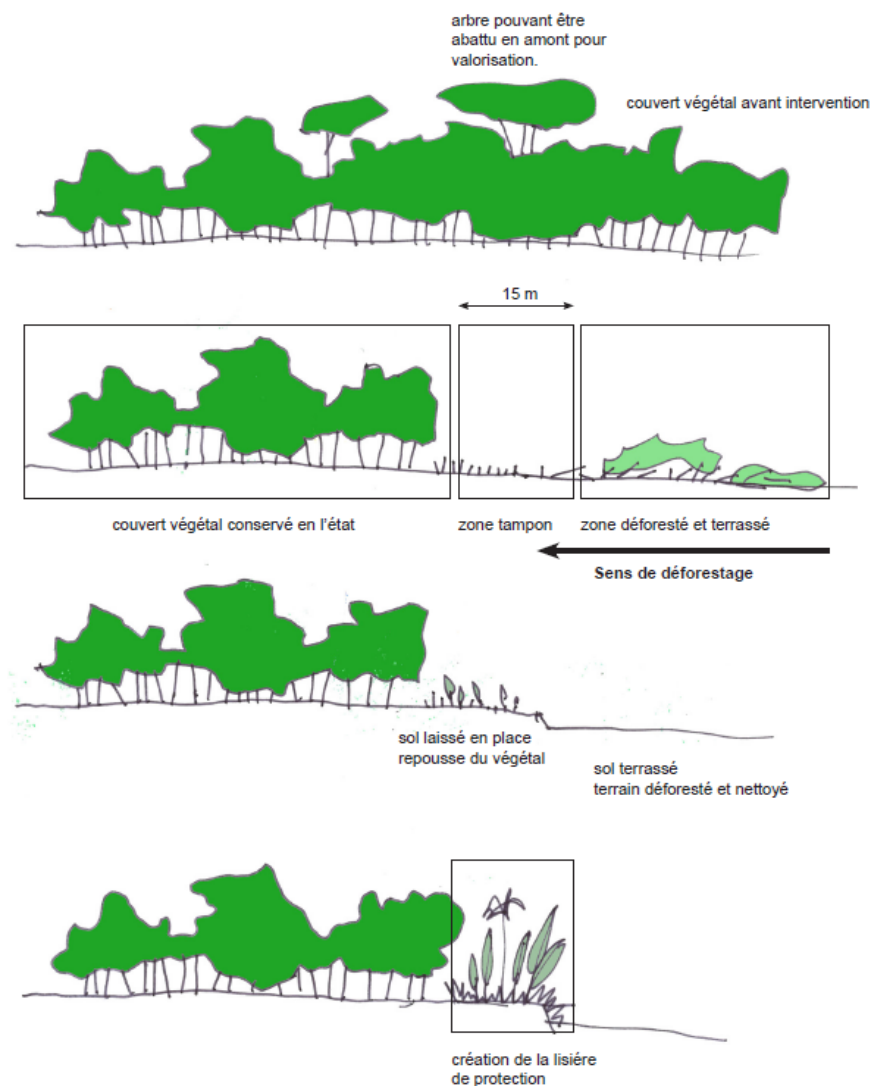 arbre pouvant être
abattu en amont pour
valorisation.
couvert végétal avant intervention
15 m
couvert végétal conservé en l'état
zone tampon
zone déforesté et terrassé
Sens de déforestage
sol laissé en place
repousse du végétal
sol terrassé
terrain déforesté et nettoyé
création de la lisiére
de protection